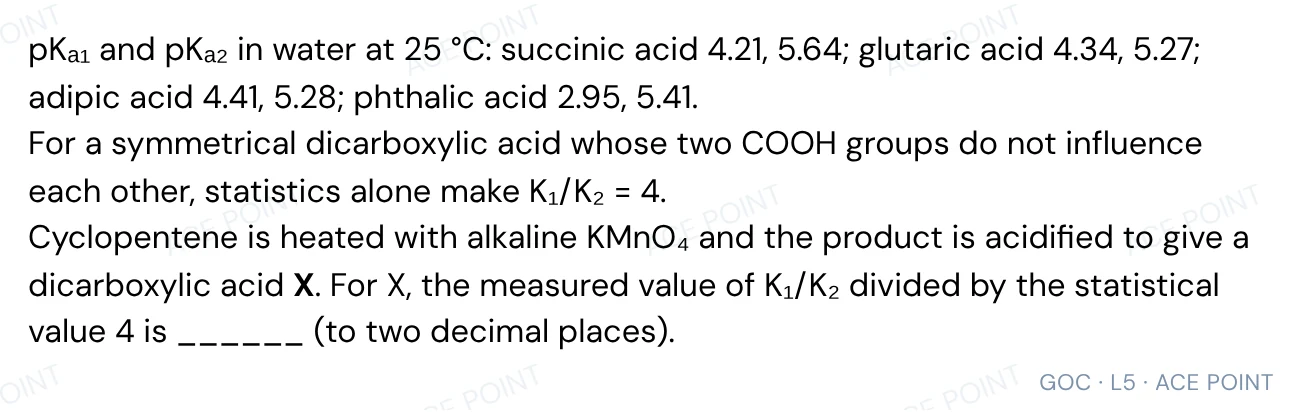 pKₐ₁ and pKₐ₂ in water at 25 °C: succinic acid 4.21, 5.64; glutaric acid 4.34, 5.27;
adipic acid 4.41, 5.28; phthalic acid 2.95, 5.41.
For a symmetrical dicarboxylic acid whose two COOH groups do not influence
each other, statistics alone make K₁/K₂ = 4.
Cyclopentene is heated with alkaline KMnO₄ and the product is acidified to give a
dicarboxylic acid X. For X, the measured value of K₁/K₂ divided by the statistical
value 4 is ______ (to two decimal places).
GOC · L5 · ACE POINT